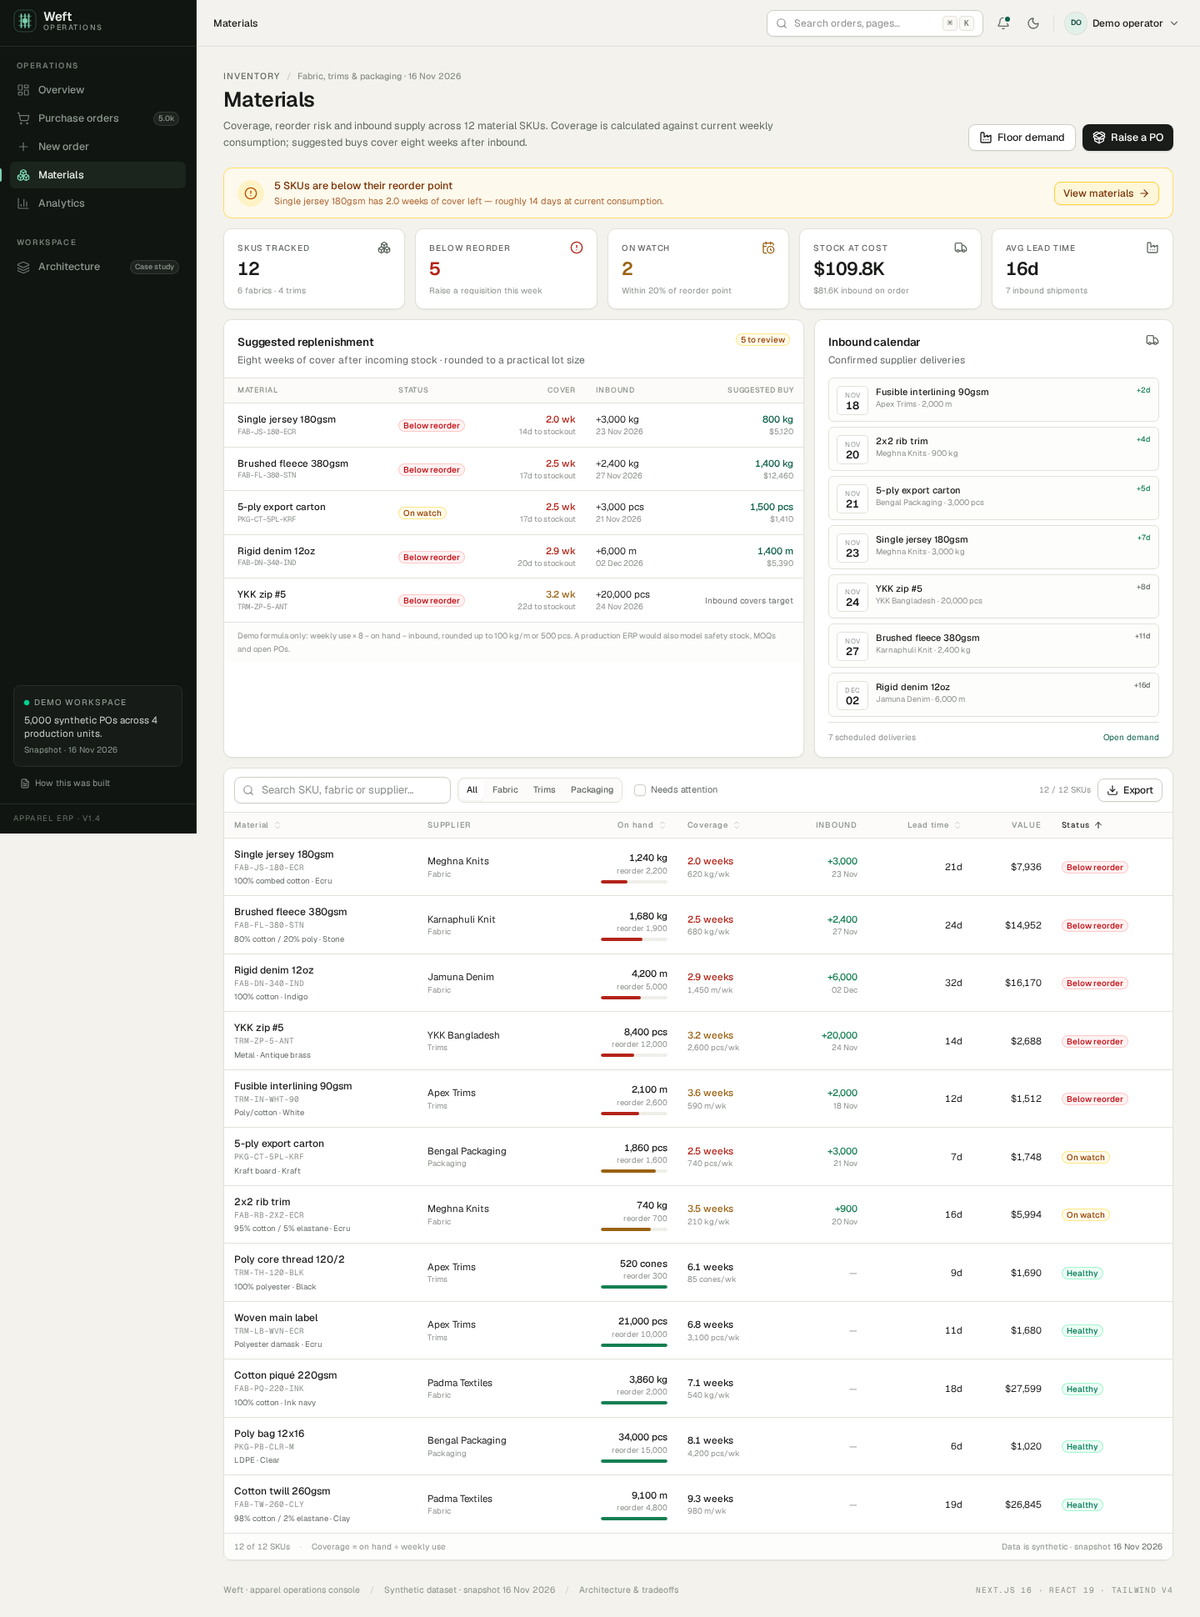 Weft
OPERATIONS
Materials
Search orders, pages...
⌘ K
DO
Demo operator
OPERATIONS
Overview
Purchase orders 5.0k
New order
Materials
Analytics
WORKSPACE
Architecture Case study
DEMO WORKSPACE
5,000 synthetic POs across 4
production units.
Snapshot · 16 Nov 2026
How this was built
APPAREL ERP · V1.4
INVENTORY / Fabric, trims & packaging · 16 Nov 2026
Materials
Coverage, reorder risk and inbound supply across 12 material SKUs. Coverage is calculated against current weekly
consumption; suggested buys cover eight weeks after inbound.
Floor demand
Raise a PO
5 SKUs are below their reorder point
Single jersey 180gsm has 2.0 weeks of cover left — roughly 14 days at current consumption.
View materials
SKUS TRACKED
12
6 fabrics · 4 trims
BELOW REORDER
5
Raise a requisition this week
ON WATCH
2
Within 20% of reorder point
STOCK AT COST
$109.8K
$81.6K inbound on order
AVG LEAD TIME
16d
7 inbound shipments
Suggested replenishment
5 to review
Eight weeks of cover after incoming stock · rounded to a practical lot size
MATERIAL STATUS COVER INBOUND SUGGESTED BUY
Single jersey 180gsm Below reorder 2.0 wk +3,000 kg 800 kg
FAB-JS-180-ECR 14d to stockout 23 Nov 2026 $5,120
Brushed fleece 380gsm Below reorder 2.5 wk +2,400 kg 1,400 kg
FAB-FL-380-STN 17d to stockout 27 Nov 2026 $12,460
5-ply export carton On watch 2.5 wk +3,000 pcs 1,500 pcs
PKG-CT-5PL-KRF 17d to stockout 21 Nov 2026 $1,410
Rigid denim 12oz Below reorder 2.9 wk +6,000 m 1,400 m
FAB-DN-340-IND 20d to stockout 02 Dec 2026 $5,390
YKK zip #5 Below reorder 3.2 wk +20,000 pcs Inbound covers target
TRM-ZP-5-ANT 22d to stockout 24 Nov 2026
Demo formula only: weekly use × 8 − on hand − inbound, rounded up to 100 kg/m or 500 pcs. A production ERP would also model safety stock, MOQs
and open POs.
Inbound calendar
Confirmed supplier deliveries
NOV 18 Fusible interlining 90gsm +2d
Apex Trims · 2,000 m
NOV 20 2x2 rib trim +4d
Meghna Knits · 900 kg
NOV 21 5-ply export carton +5d
Bengal Packaging · 3,000 pcs
NOV 23 Single jersey 180gsm +7d
Meghna Knits · 3,000 kg
NOV 24 YKK zip #5 +8d
YKK Bangladesh · 20,000 pcs
NOV 27 Brushed fleece 380gsm +11d
Karnaphuli Knit · 2,400 kg
DEC 02 Rigid denim 12oz +16d
Jamuna Denim · 6,000 m
7 scheduled deliveries Open demand
Search SKU, fabric or supplier...
All Fabric Trims Packaging
Needs attention
12 / 12 SKUs
Export
Material SUPPLIER On hand Coverage INBOUND Lead time VALUE Status
Single jersey 180gsm
FAB-JS-180-ECR
100% combed cotton · Ecru
Meghna Knits
Fabric
1,240 kg
reorder 2,200
2.0 weeks
620 kg/wk
+3,000
23 Nov
21d $7,936 Below reorder
Brushed fleece 380gsm
FAB-FL-380-STN
80% cotton / 20% poly · Stone
Karnaphuli Knit
Fabric
1,680 kg
reorder 1,900
2.5 weeks
680 kg/wk
+2,400
27 Nov
24d $14,952 Below reorder
Rigid denim 12oz
FAB-DN-340-IND
100% cotton · Indigo
Jamuna Denim
Fabric
4,200 m
reorder 5,000
2.9 weeks
1,450 m/wk
+6,000
02 Dec
32d $16,170 Below reorder
YKK zip #5
TRM-ZP-5-ANT
Metal · Antique brass
YKK Bangladesh
Trims
8,400 pcs
reorder 12,000
3.2 weeks
2,600 pcs/wk
+20,000
24 Nov
14d $2,688 Below reorder
Fusible interlining 90gsm
TRM-IN-WHT-90
Poly/cotton · White
Apex Trims
Trims
2,100 m
reorder 2,600
3.6 weeks
590 m/wk
+2,000
18 Nov
12d $1,512 Below reorder
5-ply export carton
PKG-CT-5PL-KRF
Kraft board · Kraft
Bengal Packaging
Packaging
1,860 pcs
reorder 1,600
2.5 weeks
740 pcs/wk
+3,000
21 Nov
7d $1,748 On watch
2x2 rib trim
FAB-RB-2X2-ECR
95% cotton / 5% elastane · Ecru
Meghna Knits
Fabric
740 kg
reorder 700
3.5 weeks
210 kg/wk
+900
20 Nov
16d $5,994 On watch
Poly core thread 120/2
TRM-TH-120-BLK
100% polyester · Black
Apex Trims
Trims
520 cones
reorder 300
6.1 weeks
85 cones/wk
—
9d $1,690 Healthy
Woven main label
TRM-LB-WVN-ECR
Polyester damask · Ecru
Apex Trims
Trims
21,000 pcs
reorder 10,000
6.8 weeks
3,100 pcs/wk
—
11d $1,680 Healthy
Cotton piqué 220gsm
FAB-PQ-220-INK
100% cotton · Ink navy
Padma Textiles
Fabric
3,860 kg
reorder 2,000
7.1 weeks
540 kg/wk
—
18d $27,599 Healthy
Poly bag 12x16
PKG-PB-CLR-M
LDPE · Clear
Bengal Packaging
Packaging
34,000 pcs
reorder 15,000
8.1 weeks
4,200 pcs/wk
—
6d $1,020 Healthy
Cotton twill 260gsm
FAB-TW-260-CLY
98% cotton / 2% elastane · Clay
Padma Textiles
Fabric
9,100 m
reorder 4,800
9.3 weeks
980 m/wk
—
19d $26,845 Healthy
12 of 12 SKUs · Coverage = on hand ÷ weekly use
Data is synthetic · snapshot 16 Nov 2026
Weft · apparel operations console / Synthetic dataset · snapshot 16 Nov 2026 / Architecture & tradeoffs
NEXT.JS 16 · REACT 19 · TAILWIND V4